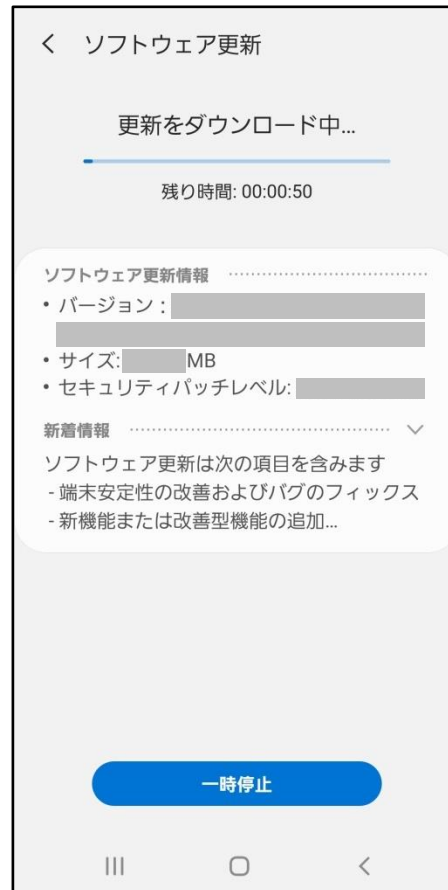 ソフトウェア更新
更新をダウンロード中...
残り時間: 00:00:50
ソフトウェア更新情報
• バージョン :
• サイズ: MB
• セキュリティパッチレベル:
新着情報
ソフトウェア更新は次の項目を含みます
- 端末安定性の改善およびバグのフィックス
- 新機能または改善型機能の追加...
一時停止